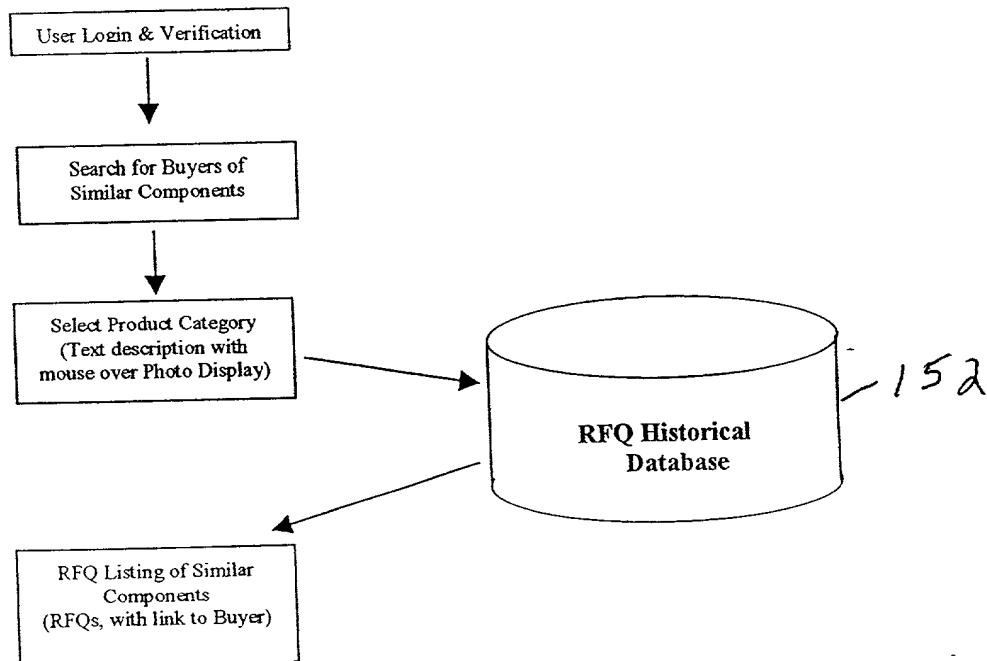 User Login & Verification
Search for Buyers of
Similar Components
Select Product Category
(Text description with
mouse over Photo Display)
152
RFQ Historical
Database
RFQ Listing of Similar
Components
(RFQs, with link to Buyer)